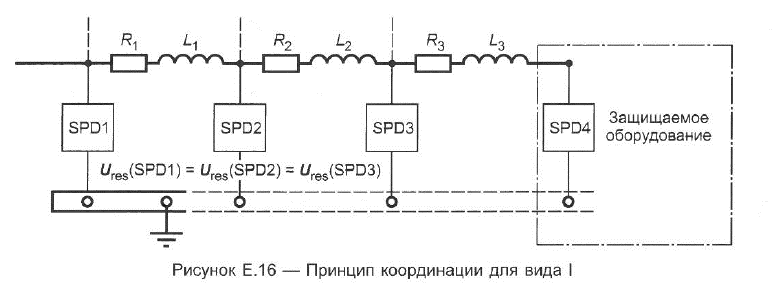 R₁ L₁ R₂ L₂ R₃ L₃
SPD1 SPD2 SPD3 SPD4
Защищаемое
оборудование
Ures(SPD1) = Ures(SPD2) = Ures(SPD3)
Рисунок Е.16 — Принцип координации для вида I